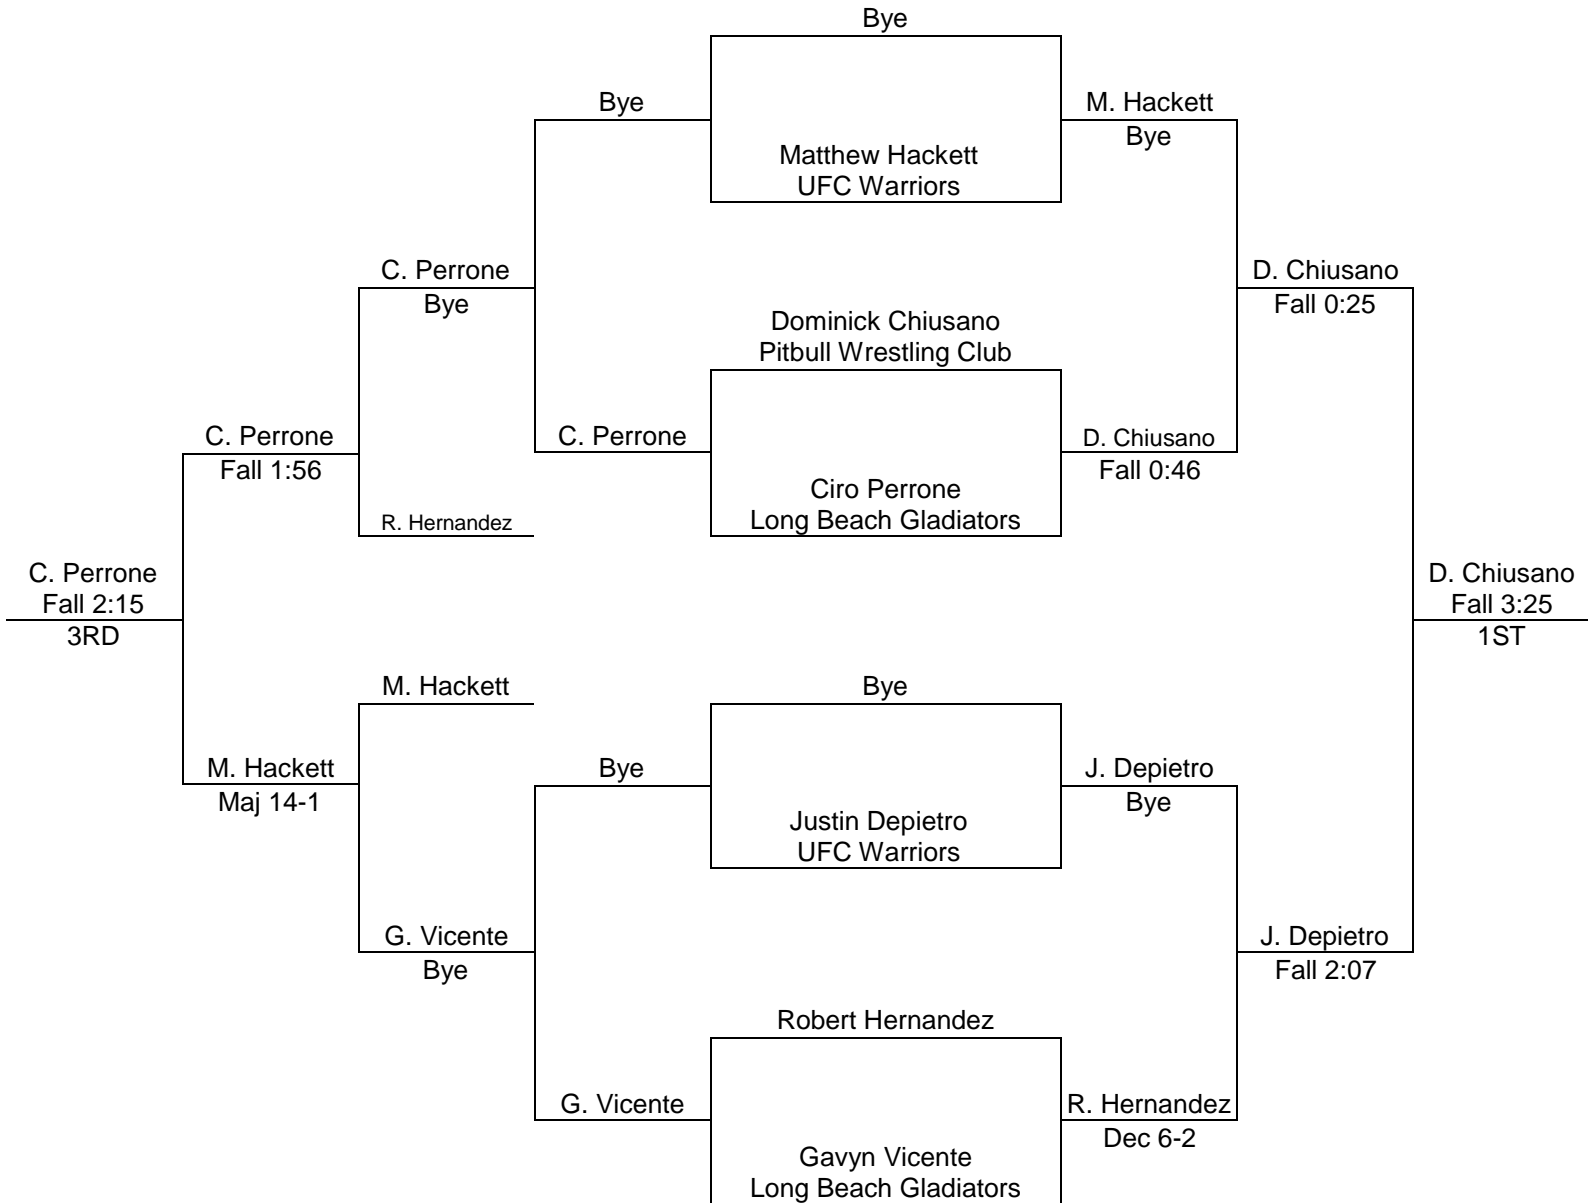 Bye
Bye
M. Hackett
Bye
Matthew Hackett
UFC Warriors
C. Perrone
Bye
D. Chiusano
Fall 0:25
Dominick Chiusano
Pitbull Wrestling Club
C. Perrone
Fall 1:56
C. Perrone
D. Chiusano
Fall 0:46
Ciro Perrone
Long Beach Gladiators
R. Hernandez
C. Perrone
Fall 2:15
3RD
D. Chiusano
Fall 3:25
1ST
M. Hackett
Bye
M. Hackett
Maj 14-1
Bye
J. Depietro
Bye
Justin Depietro
UFC Warriors
G. Vicente
Bye
J. Depietro
Fall 2:07
Robert Hernandez
G. Vicente
R. Hernandez
Dec 6-2
Gavyn Vicente
Long Beach Gladiators